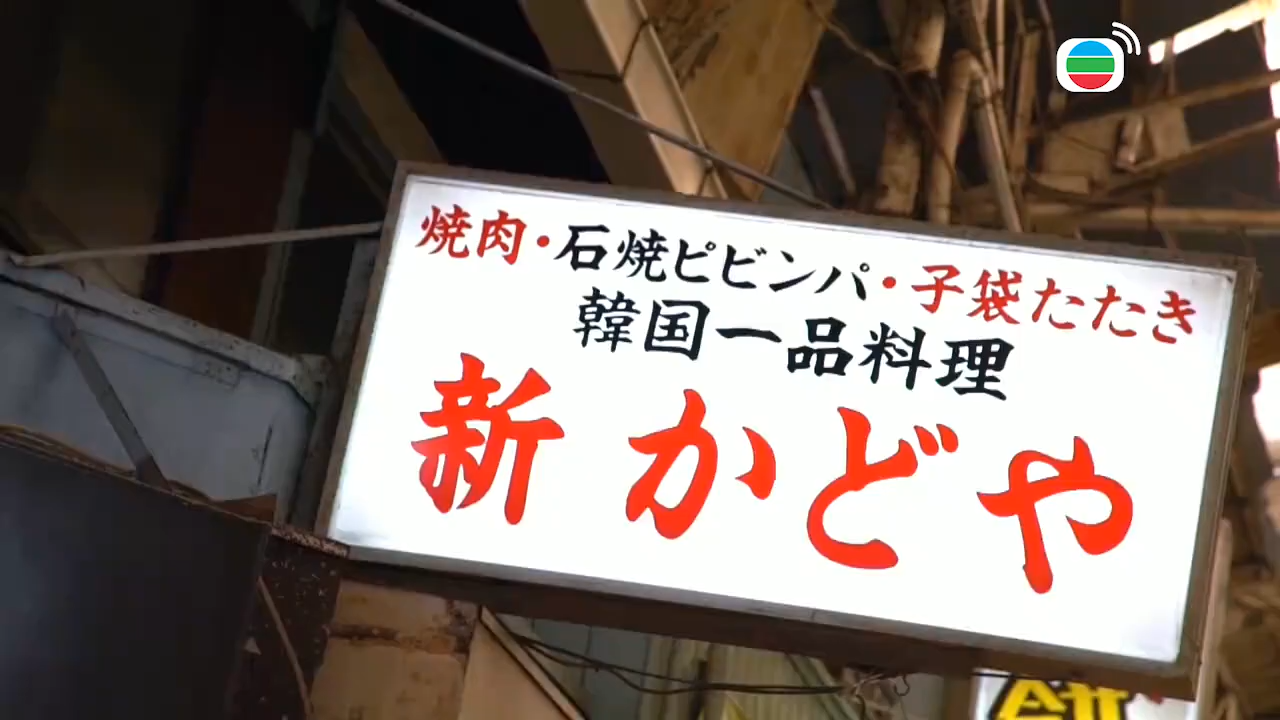 焼肉・石焼ピビンパ・子袋たたき
韓国一品料理
新かどや